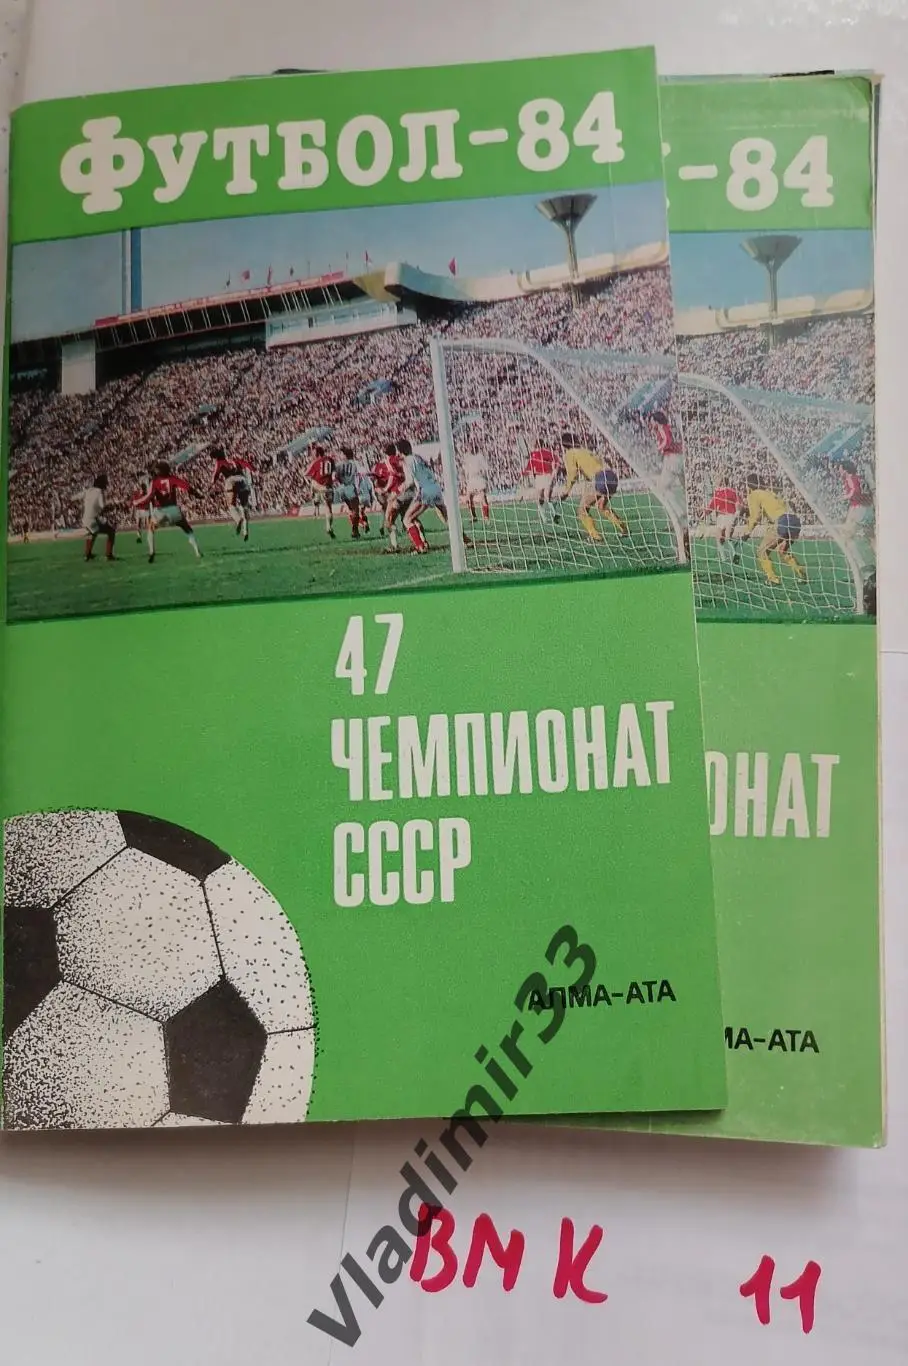 ФУТБОЛ-84
-84
47
ЧЕМПИОНАТ
СССР
ОНАТ
АЛМА-АТА
МА-АТА
Vladimir33
ВМК 11